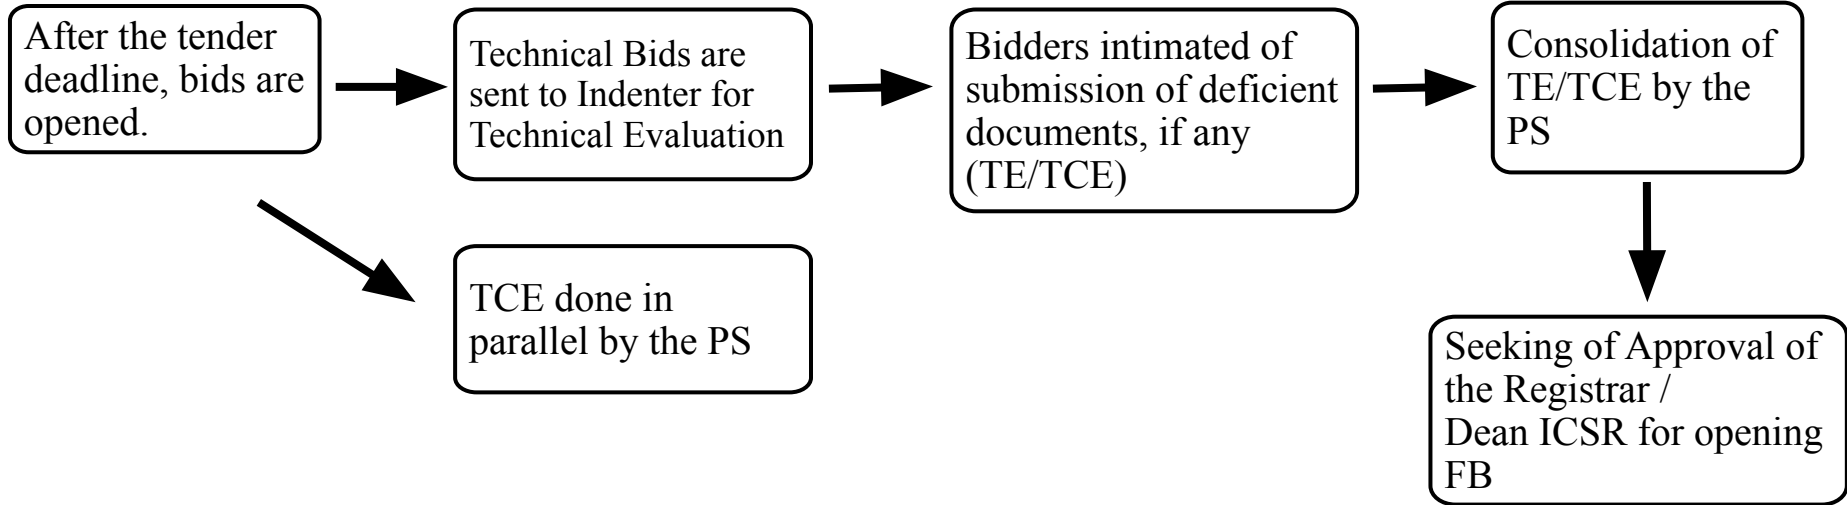 After the tender
deadline, bids are
opened.
Technical Bids are
sent to Indenter for
Technical Evaluation
Bidders intimated of
submission of deficient
documents, if any
(TE/TCE)
Consolidation of
TE/TCE by the
PS
TCE done in
parallel by the PS
Seeking of Approval of
the Registrar /
Dean ICSR for opening
FB